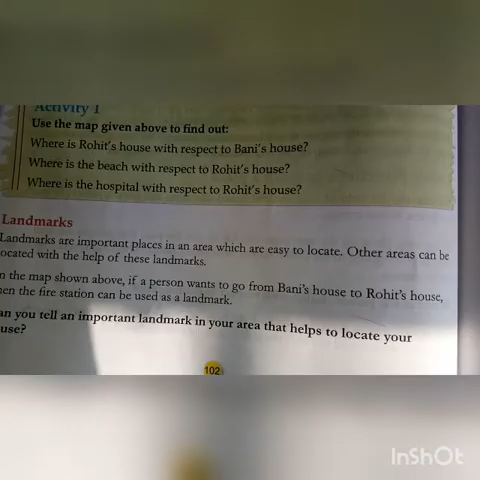 Activity 1
Use the map given above to find out:
Where is Rohit's house with respect to Bani's house?
Where is the beach with respect to Rohit's house?
Where is the hospital with respect to Rohit's house?
Landmarks
Landmarks are important places in an area which are easy to locate. Other areas can be
ocated with the help of these landmarks.
n the map shown above, if a person wants to go from Bani's house to Rohit's house,
en the fire station can be used as a landmark.
an you tell an important landmark in your area that helps to locate your
use?
102
InShOt